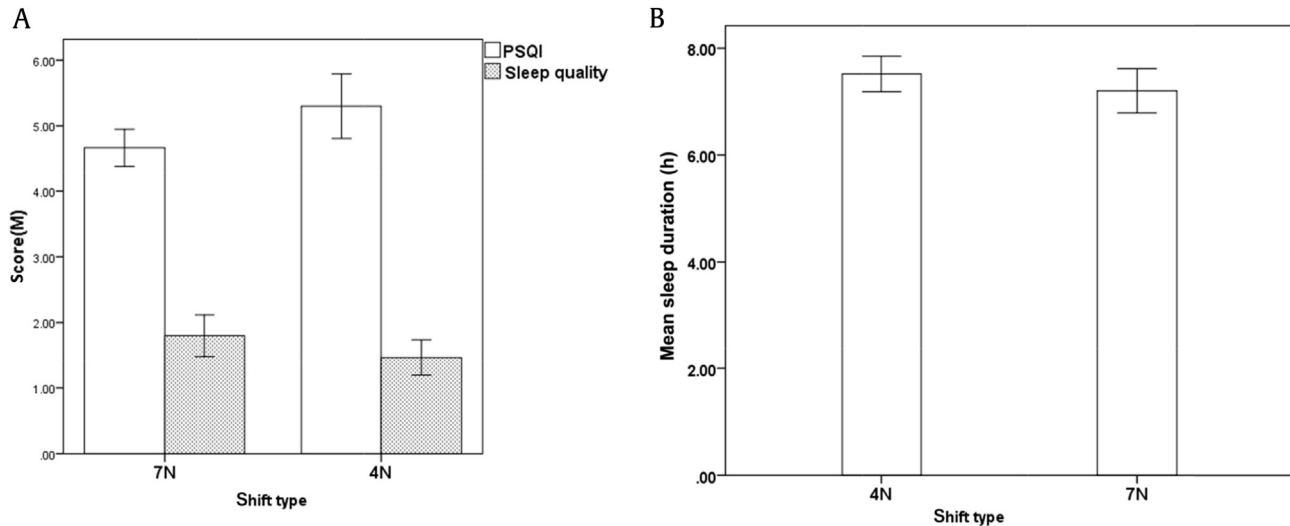 A
Score(M)
6.00
5.00
4.00
3.00
2.00
1.00
.00
7N
4N
Shift type
PSQI
Sleep quality
B
Mean sleep duration (h)
8.00
6.00
4.00
2.00
.00
4N
7N
Shift type